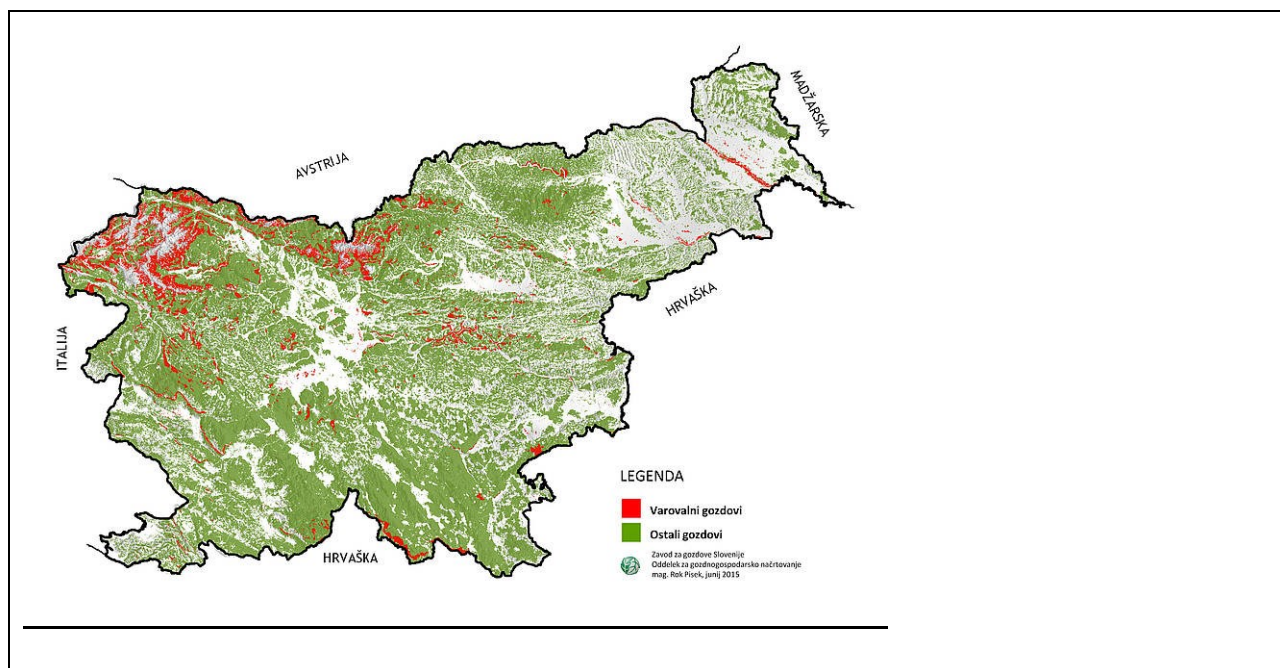 MADŽARSKA
AVSTRIJA
HRVAŠKA
ITALIJA
LEGENDA
Varovalni gozdovi
HRVAŠKA
Ostali gozdovi
Zavod za gozdove Slovenije
Oddelek za gozdnogospodarsko načrtovanje
mag. Rok Pisek, junij 2015